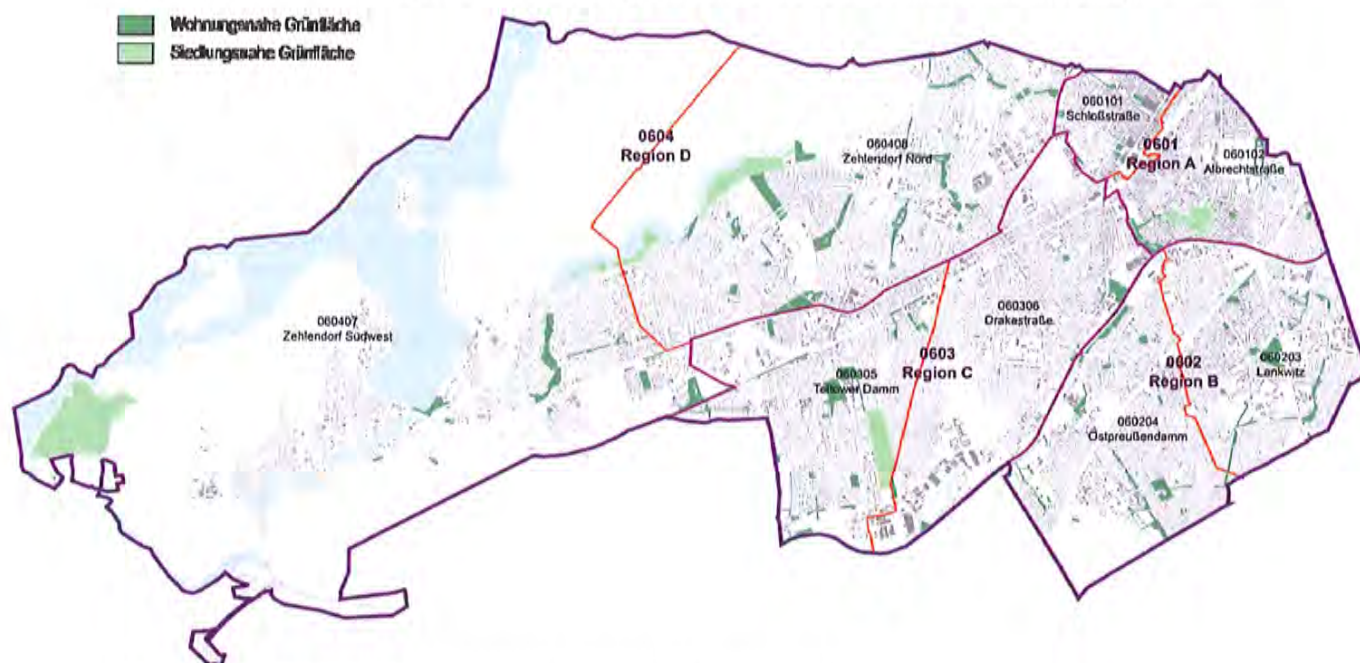 Wohnungsnahe Grünfläche
Siedlungsnahe Grünfläche
060101
Schloßstraße
0604
Region D
060408
Zehlendorf Nord
0601
Region A
060102
Albrechtstraße
060407
Zehlendorf Südwest
060306
Drakestraße
0603
Region C
060305
Teltower Damm
0602
Region B
060203
Lankwitz
060204
Ostpreußendamm